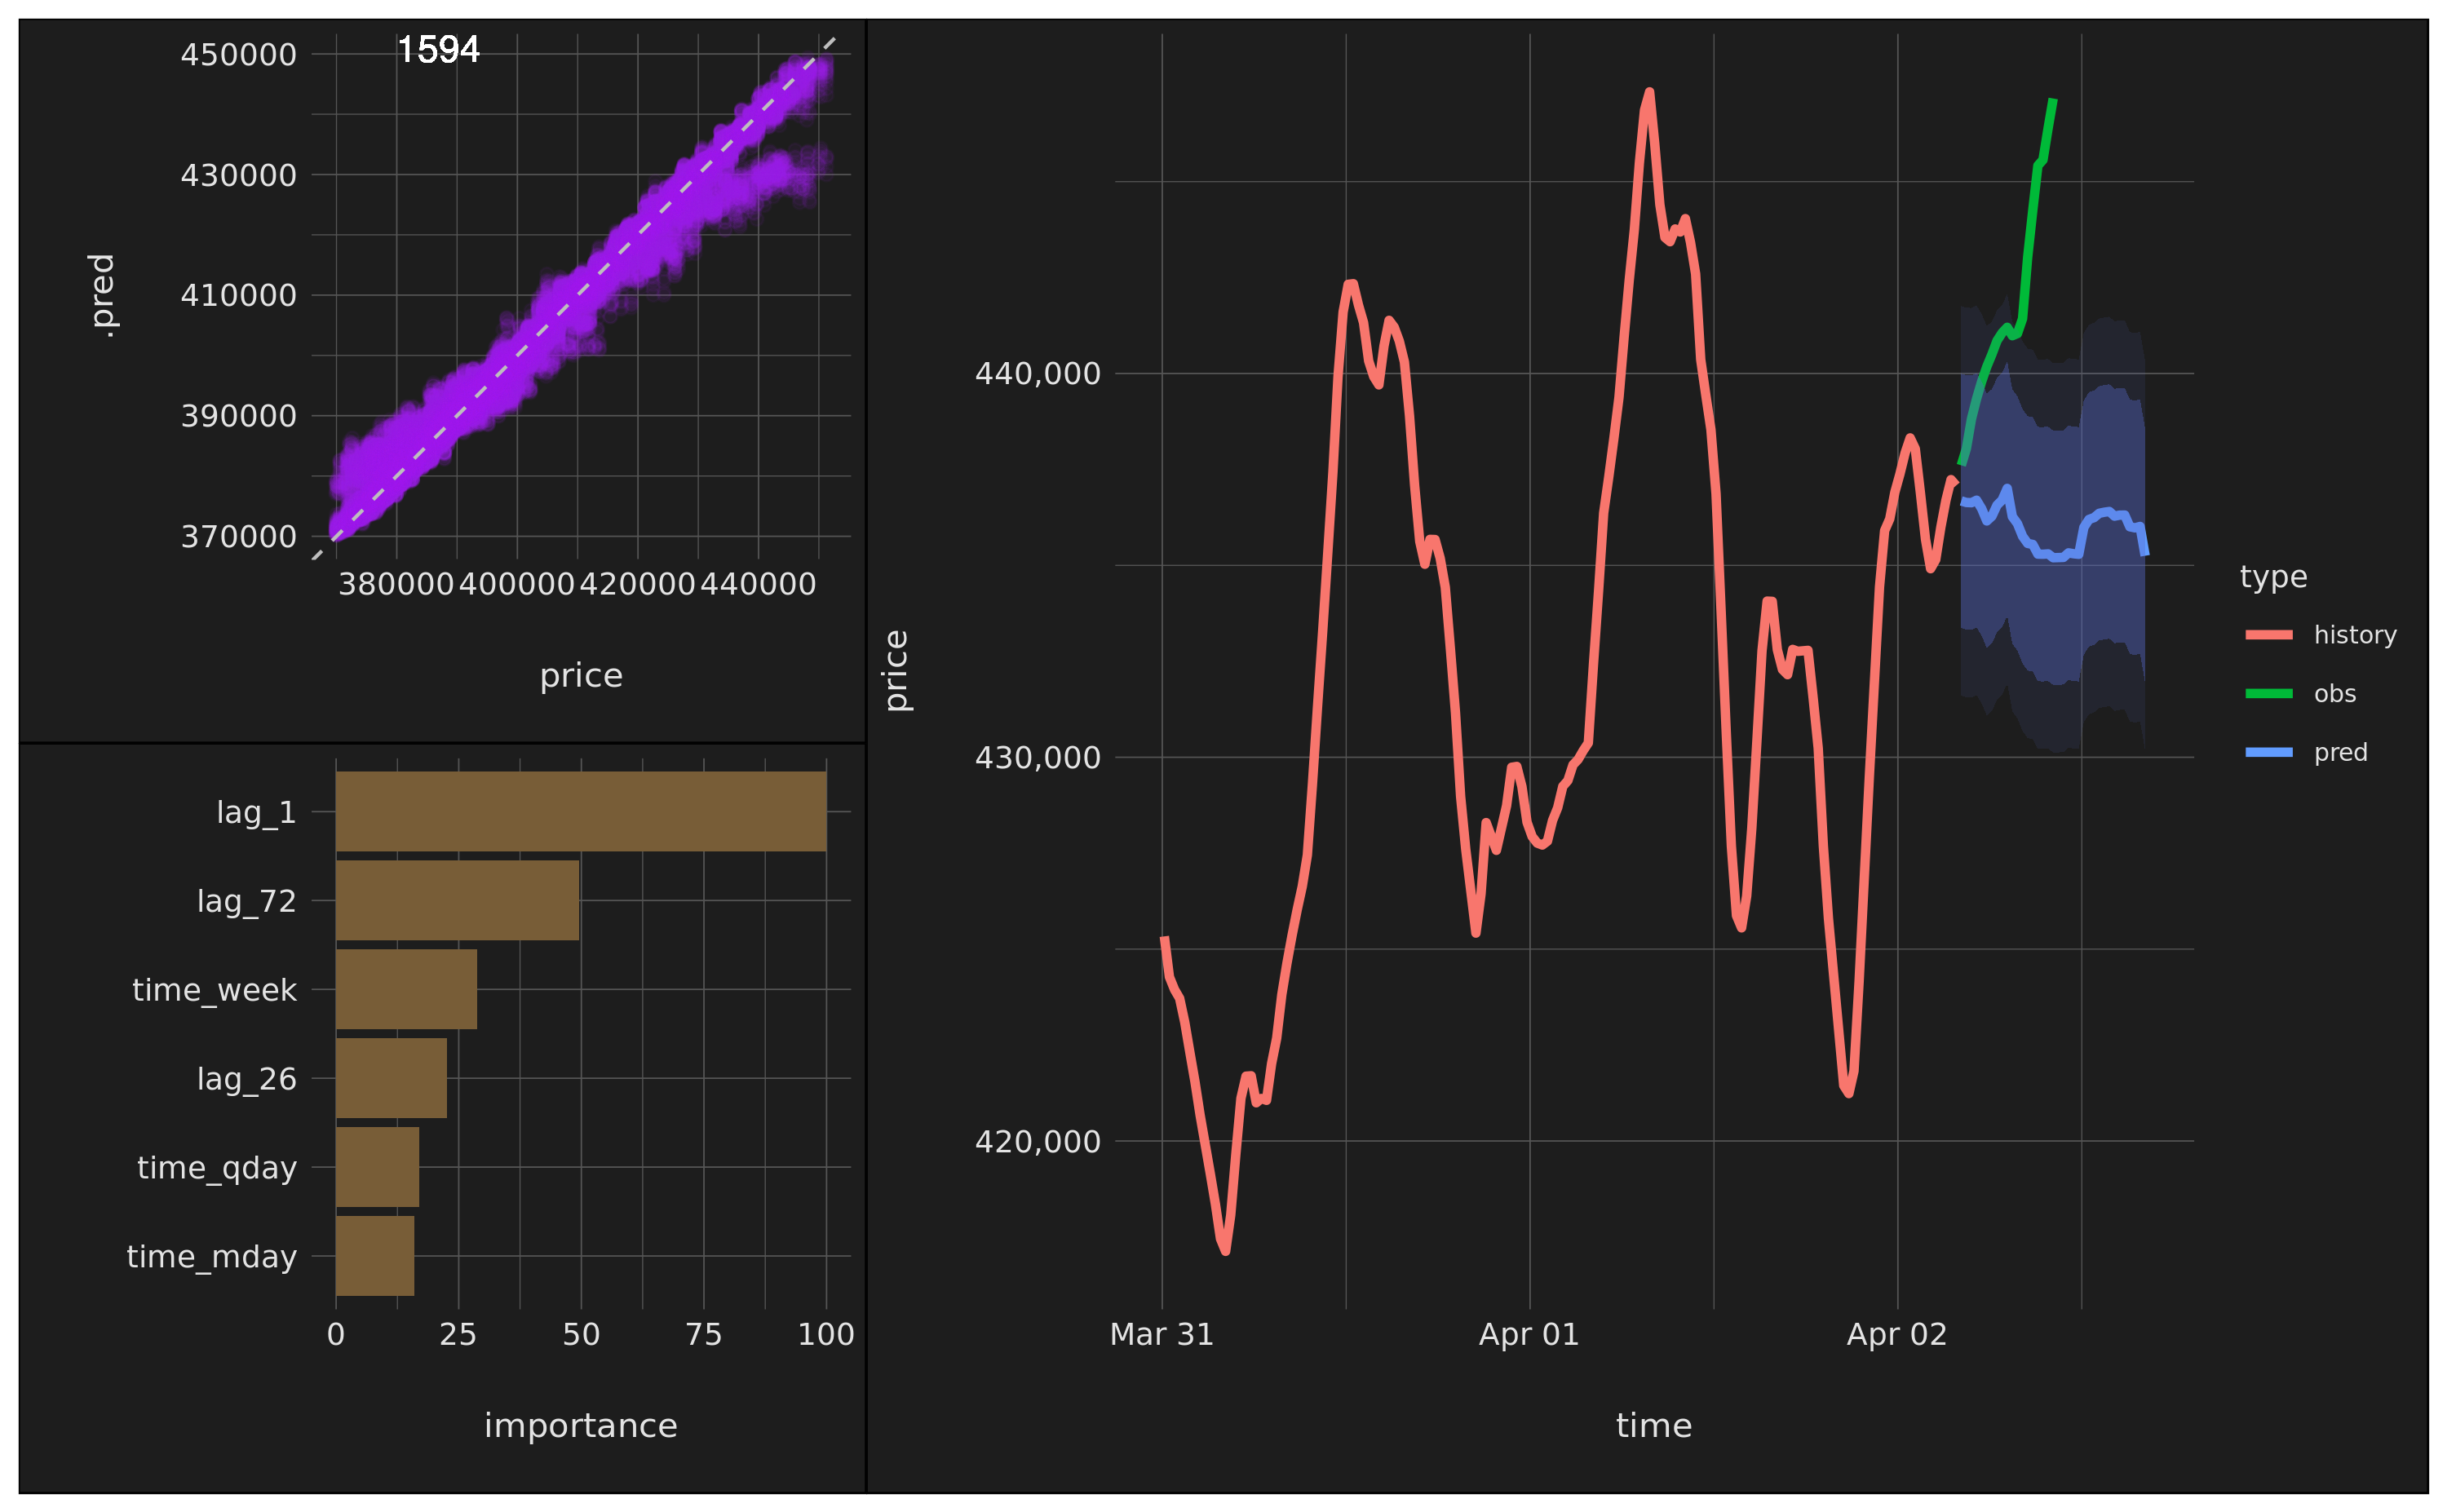 1594
450000
430000
410000
390000
370000
.pred
380000 400000 420000 440000
price
lag_1
lag_72
time_week
lag_26
time_qday
time_mday
0 25 50 75 100
importance
price
440,000
430,000
420,000
Mar 31 Apr 01 Apr 02
time
type
history
obs
pred